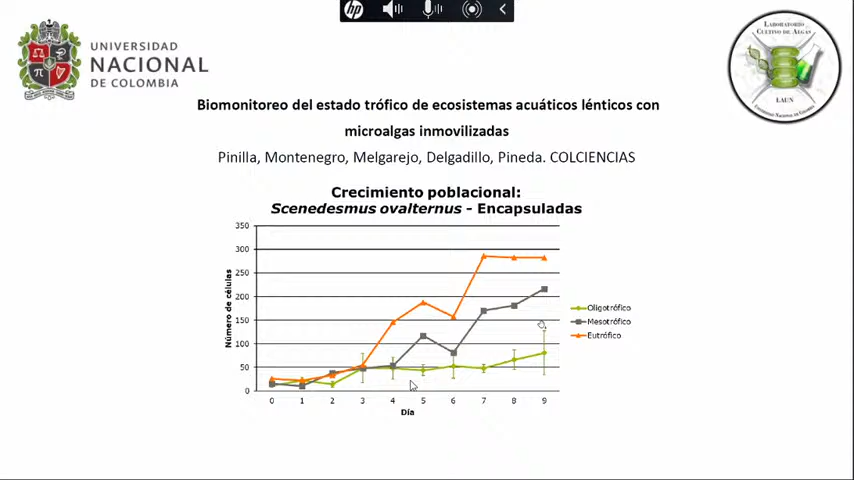 hp
UNIVERSIDAD
NACIONAL
DE COLOMBIA
LABORATORIO
CULTIVO DE ALGAS
LAUN
Biomonitoreo del estado trófico de ecosistemas acuáticos lénticos con
microalgas inmovilizadas
Pinilla, Montenegro, Melgarejo, Delgadillo, Pineda. COLCIENCIAS
Crecimiento poblacional:
Scenedesmus ovalternus - Encapsuladas
Número de células
350
300
250
200
150
100
50
0
0 1 2 3 4 5 6 7 8 9
Día
Oligotrófico
Mesotrófico
Eutrófico